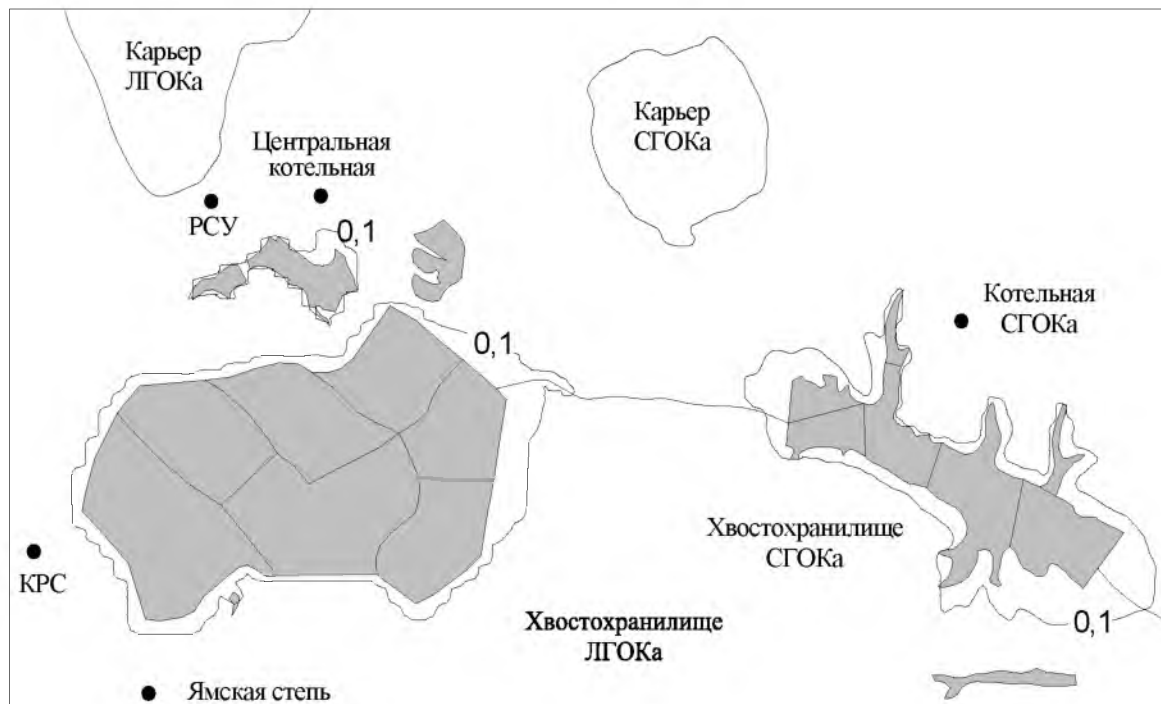 Карьер
ЛГОКа
Карьер
СГОКа
Центральная
котельная
РСУ
0,1
0,1
Котельная
СГОКа
Хвостохранилище
СГОКа
КРС
Хвостохранилище
ЛГОКа
0,1
Ямская степь